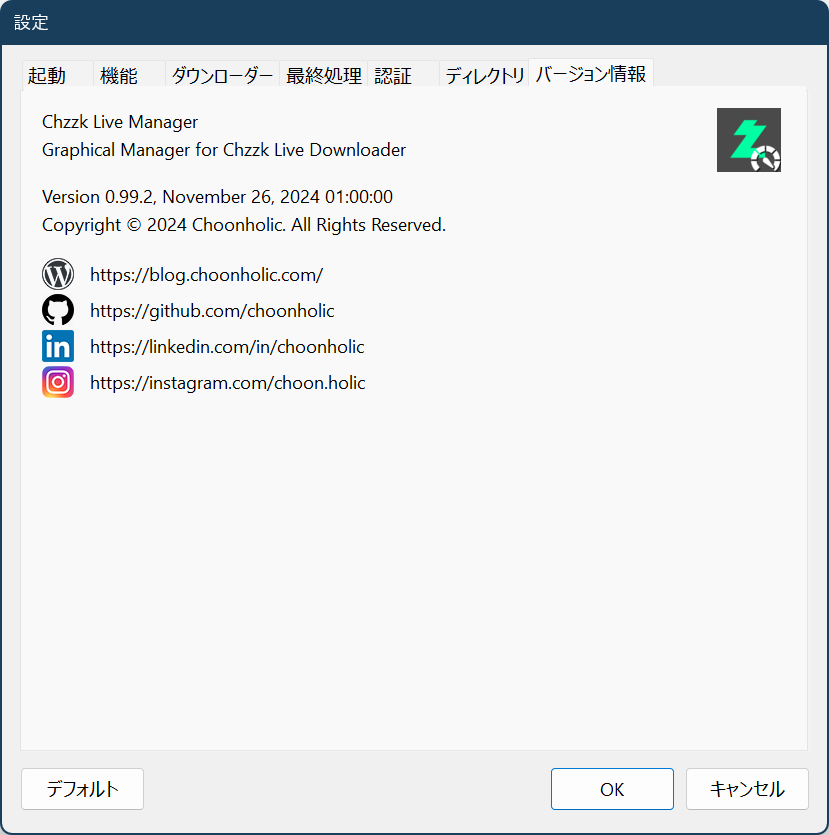 設定
起動 機能 ダウンローダー 最終処理 認証 ディレクトリ バージョン情報
Chzzk Live Manager
Graphical Manager for Chzzk Live Downloader
Version 0.99.2, November 26, 2024 01:00:00
Copyright © 2024 Choonholic. All Rights Reserved.
https://blog.choonholic.com/
https://github.com/choonholic
in https://linkedin.com/in/choonholic
https://instagram.com/choon.holic
デフォルト OK キャンセル